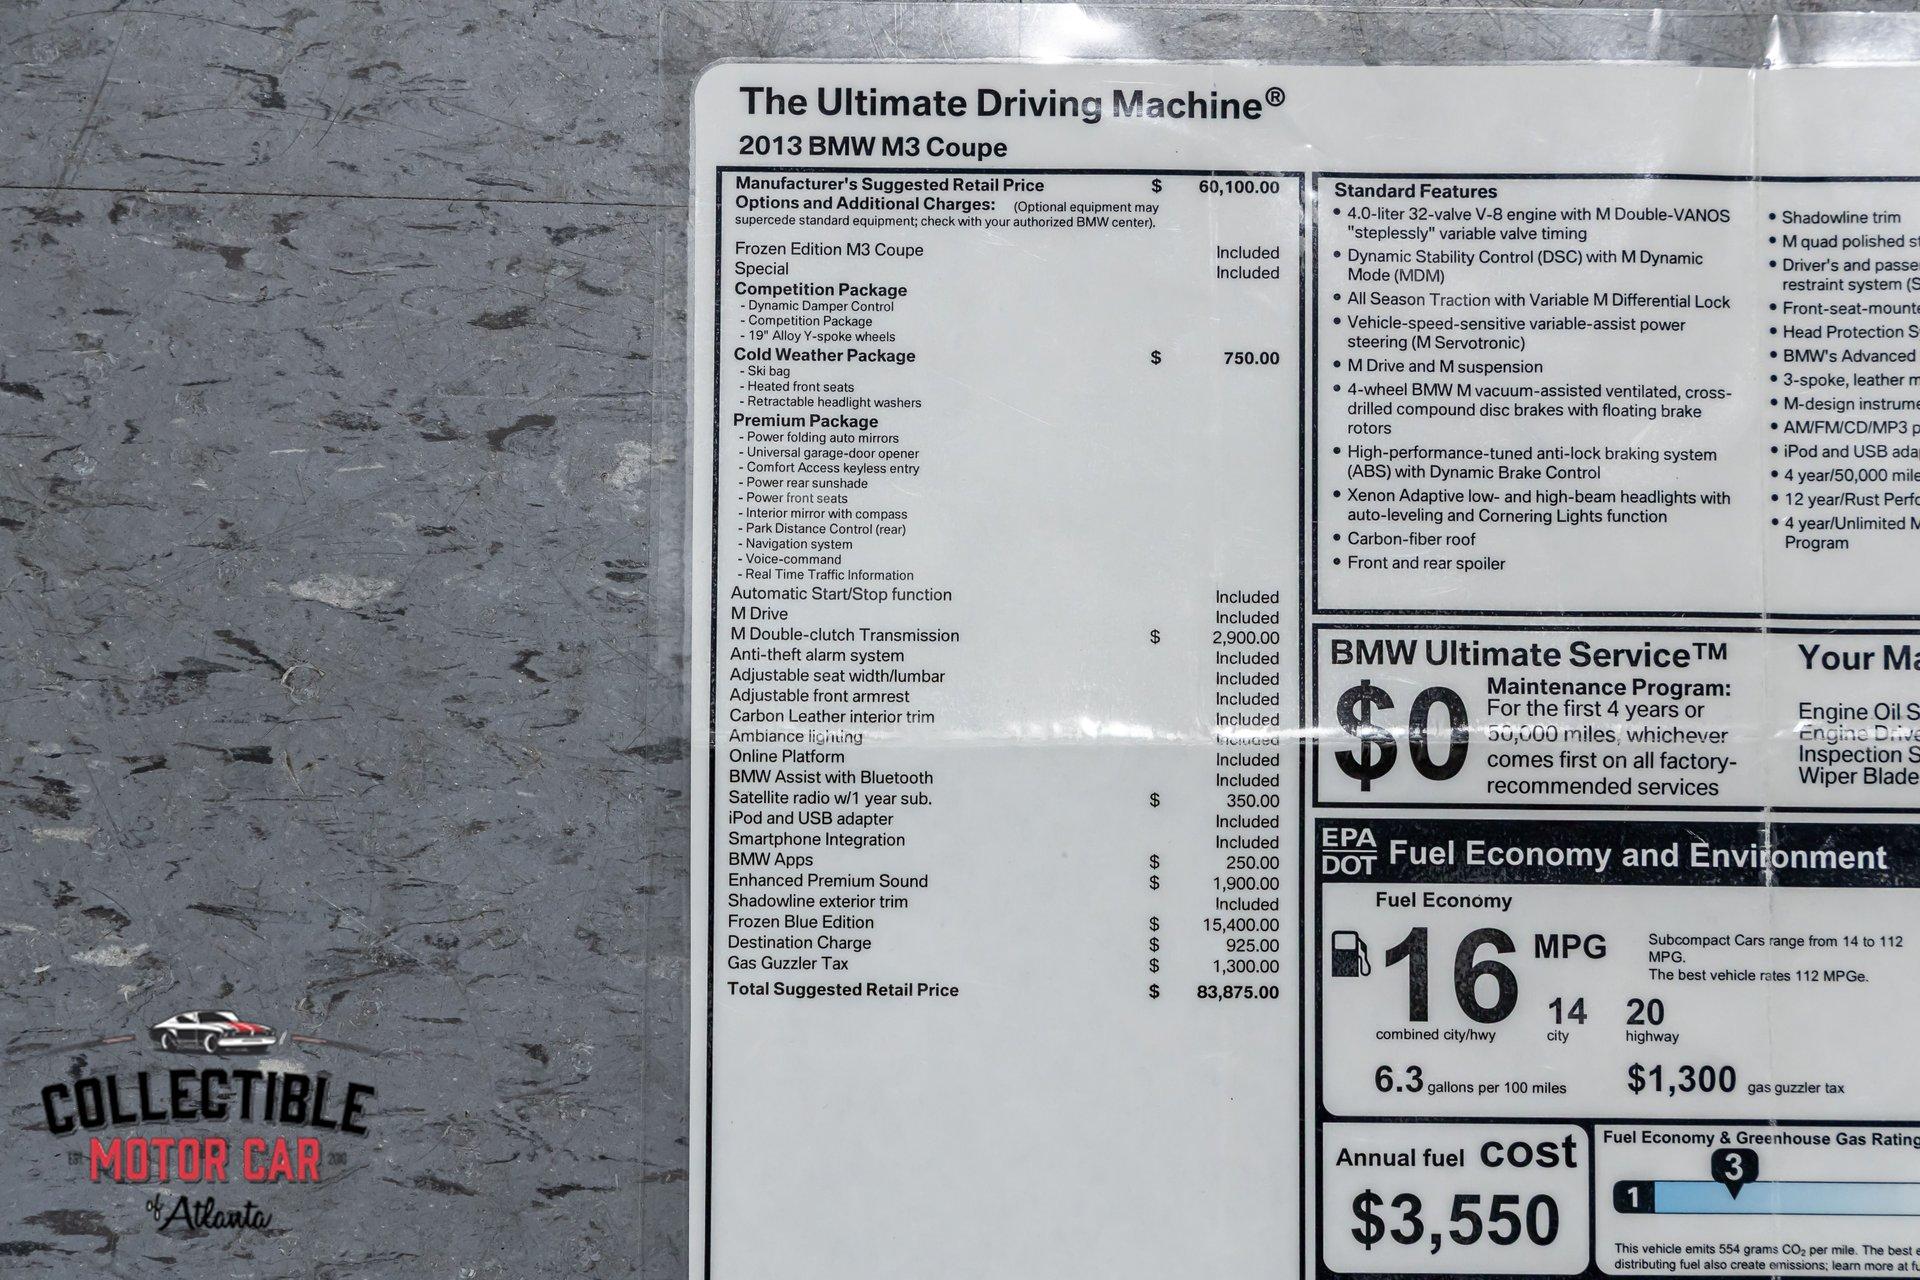 The Ultimate Driving Machine®
2013 BMW M3 Coupe
Manufacturer's Suggested Retail Price $ 60,100.00
Options and Additional Charges: (Optional equipment may
supercede standard equipment; check with your authorized BMW center).
Frozen Edition M3 Coupe Included
Special Included
Competition Package
- Dynamic Damper Control
- Competition Package
- 19" Alloy Y-spoke wheels
Cold Weather Package $ 750.00
- Ski bag
- Heated front seats
- Retractable headlight washers
Premium Package
- Power folding auto mirrors
- Universal garage-door opener
- Comfort Access keyless entry
- Power rear sunshade
- Power front seats
- Interior mirror with compass
- Park Distance Control (rear)
- Navigation system
- Voice-command
- Real Time Traffic Information
Automatic Start/Stop function Included
M Drive Included
M Double-clutch Transmission $ 2,900.00
Anti-theft alarm system Included
Adjustable seat width/lumbar Included
Adjustable front armrest Included
Carbon Leather interior trim Included
Ambiance lighting Included
Online Platform Included
BMW Assist with Bluetooth Included
Satellite radio w/1 year sub. $ 350.00
iPod and USB adapter Included
Smartphone Integration Included
BMW Apps $ 250.00
Enhanced Premium Sound $ 1,900.00
Shadowline exterior trim Included
Frozen Blue Edition $ 15,400.00
Destination Charge $ 925.00
Gas Guzzler Tax $ 1,300.00
Total Suggested Retail Price $ 83,875.00
Standard Features
• 4.0-liter 32-valve V-8 engine with M Double-VANOS
"steplessly" variable valve timing
• Dynamic Stability Control (DSC) with M Dynamic
Mode (MDM)
• All Season Traction with Variable M Differential Lock
• Vehicle-speed-sensitive variable-assist power
steering (M Servotronic)
• M Drive and M suspension
• 4-wheel BMW M vacuum-assisted ventilated, cross-
drilled compound disc brakes with floating brake
rotors
• High-performance-tuned anti-lock braking system
(ABS) with Dynamic Brake Control
• Xenon Adaptive low- and high-beam headlights with
auto-leveling and Cornering Lights function
• Carbon-fiber roof
• Front and rear spoiler
• Shadowline trim
• M quad polished
• Driver's and
restraint system
• Front-seat-
• Head Protection
• BMW's Advanced
• 3-spoke, leather
• M-design
• AM/FM/CD/MP3
• iPod and USB
• 4 year/50,000
• 12 year/Rust
• 4 year/Unlimited
Program
BMW Ultimate Service™
$0
Maintenance Program:
For the first 4 years or
50,000 miles, whichever
comes first on all factory-
recommended services
Your
Engine Oil
Engine
Inspection
Wiper
EPA
DOT
Fuel Economy and Environment
Fuel Economy
16 MPG
combined city/hwy
14
city
20
highway
Subcompact Cars range from 14 to 112
MPG.
The best vehicle rates 112 MPGe.
6.3 gallons per 100 miles
$1,300 gas guzzler tax
Annual fuel cost
$3,550
Fuel Economy & Greenhouse Gas Rating
3
1
This vehicle emits 554 grams CO2 per mile. The best
distributing fuel also create emissions; learn more at
COLLECTIBLE
EST. MOTOR CAR
of Atlanta